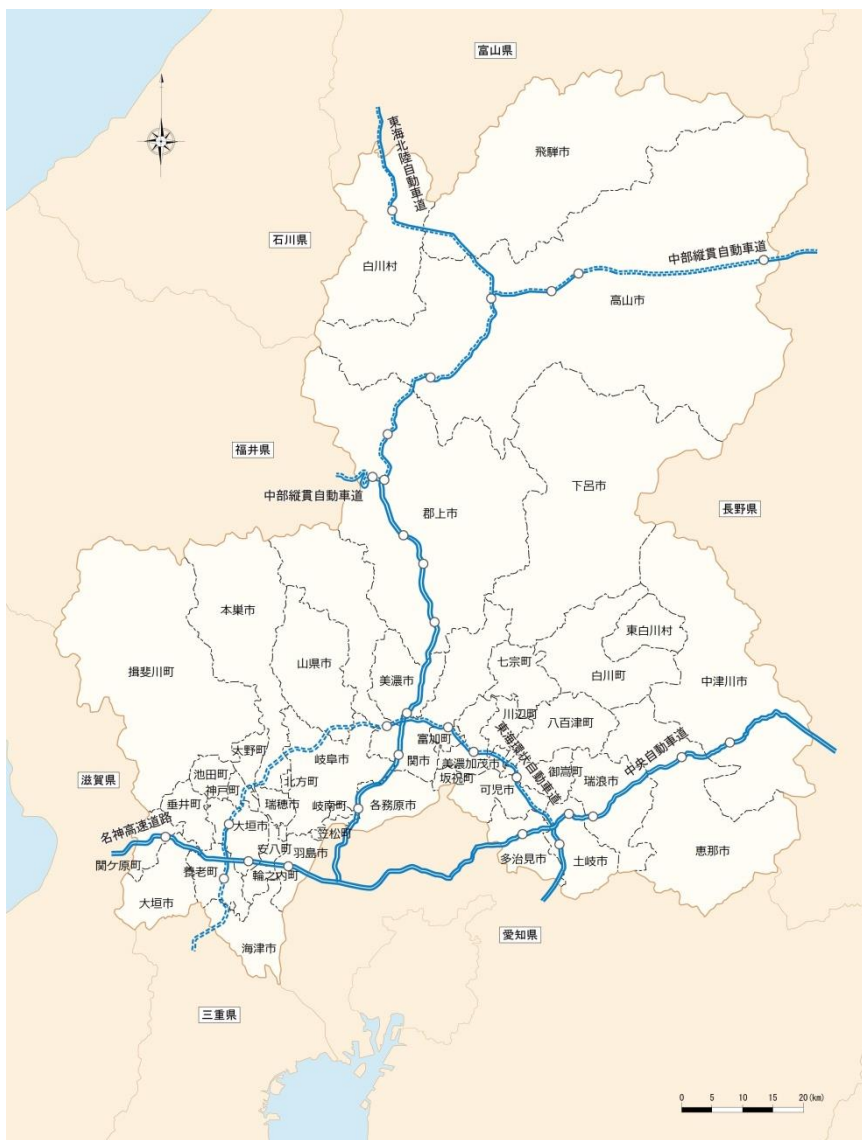 富山県
東海北陸自動車道
飛騨市
石川県
白川村
中部縦貫自動車道
高山市
福井県
中部縦貫自動車道
郡上市
下呂市
長野県
本巣市
揖斐川町
山県市
美濃市
七宗町
東白川村
白川町
中津川市
川辺町
八百津町
富加町
東海環状自動車道
中央自動車道
大野町
岐阜市
関市
美濃加茂市
坂祝町
御嵩町
瑞浪市
滋賀県
池田町
神戸町
北方町
可児市
垂井町
瑞穂市
岐南町
各務原市
名神高速道路
大垣市
笠松町
安八町
羽島市
恵那市
関ケ原町
養老町
輪之内町
多治見市
土岐市
大垣市
海津市
愛知県
三重県
0 5 10 15 20(km)